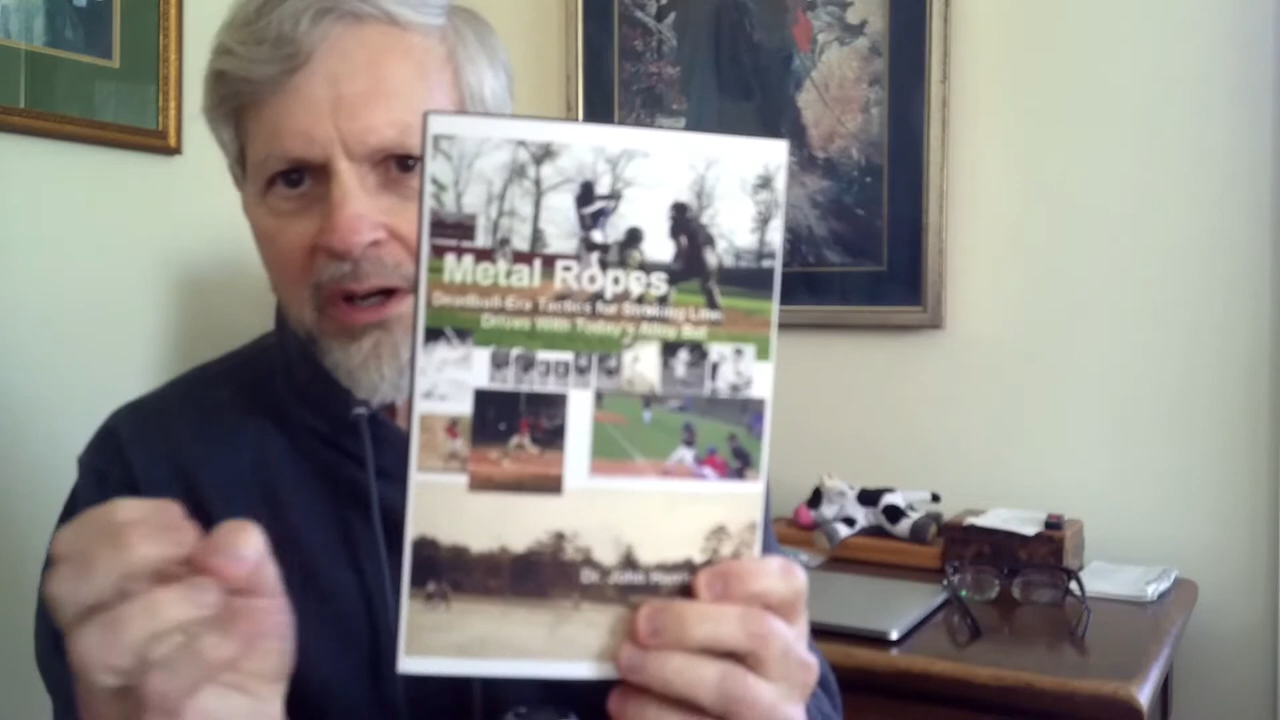 Metal Ropes
Deadball-Era Tactics for Stroking Line
Drives With Today's Alloy Bat
Dr. John